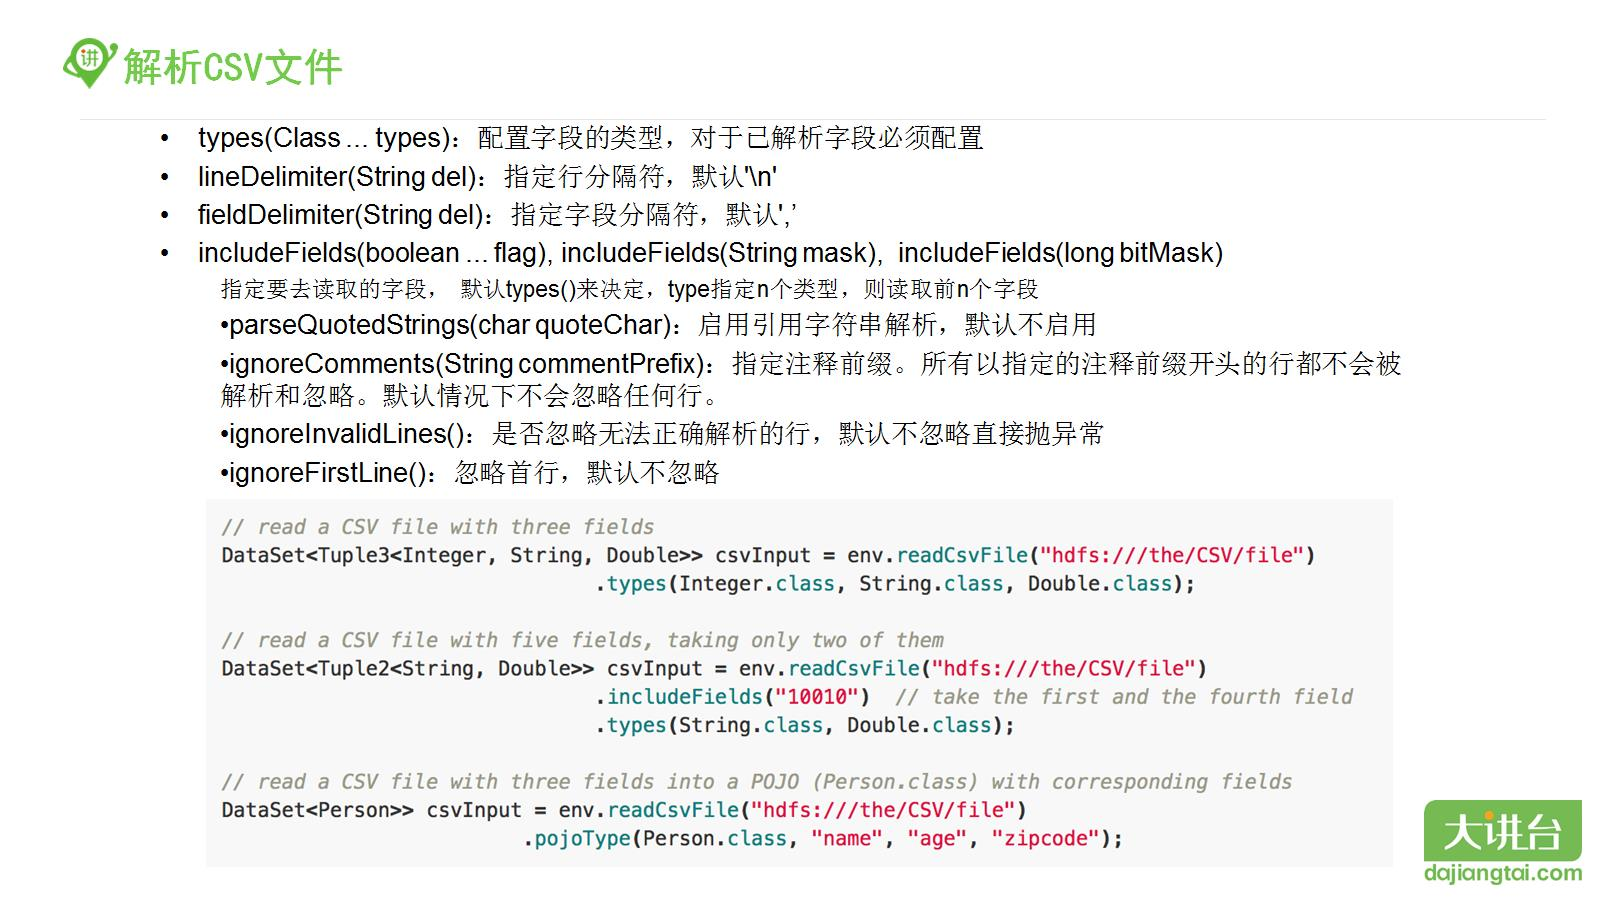 讲 解析CSV文件
• types(Class ... types)：配置字段的类型，对于已解析字段必须配置
• lineDelimiter(String del)：指定行分隔符，默认'\n'
• fieldDelimiter(String del)：指定字段分隔符，默认',’
• includeFields(boolean ... flag), includeFields(String mask), includeFields(long bitMask)
指定要去读取的字段， 默认types()来决定，type指定n个类型，则读取前n个字段
•parseQuotedStrings(char quoteChar)：启用引用字符串解析，默认不启用
•ignoreComments(String commentPrefix)：指定注释前缀。所有以指定的注释前缀开头的行都不会被
解析和忽略。默认情况下不会忽略任何行。
•ignoreInvalidLines()：是否忽略无法正确解析的行，默认不忽略直接抛异常
•ignoreFirstLine()：忽略首行，默认不忽略
// read a CSV file with three fields
DataSet<Tuple3<Integer, String, Double>> csvInput = env.readCsvFile("hdfs:///the/CSV/file")
.types(Integer.class, String.class, Double.class);
// read a CSV file with five fields, taking only two of them
DataSet<Tuple2<String, Double>> csvInput = env.readCsvFile("hdfs:///the/CSV/file")
.includeFields("10010") // take the first and the fourth field
.types(String.class, Double.class);
// read a CSV file with three fields into a POJO (Person.class) with corresponding fields
DataSet<Person>> csvInput = env.readCsvFile("hdfs:///the/CSV/file")
.pojoType(Person.class, "name", "age", "zipcode");
大讲台
dajiangtai.com